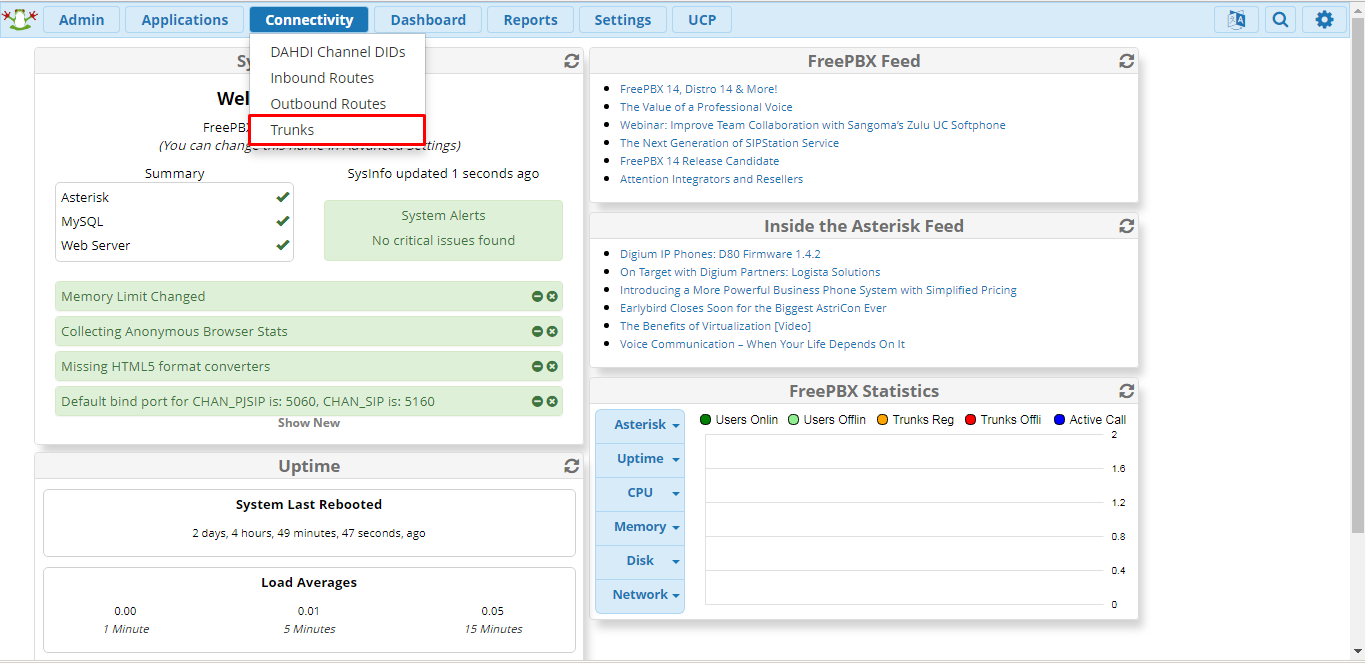 Admin Applications Connectivity Dashboard Reports Settings UCP
DAHDI Channel DIDs
Inbound Routes
Outbound Routes
Trunks
Sy
Wel
FreePBX
(You can change this name in Advanced Settings)
Summary
Asterisk
MySQL
Web Server
SysInfo updated 1 seconds ago
System Alerts
No critical issues found
Memory Limit Changed
Collecting Anonymous Browser Stats
Missing HTML5 format converters
Default bind port for CHAN_PJSIP is: 5060, CHAN_SIP is: 5160
Show New
Uptime
System Last Rebooted
2 days, 4 hours, 49 minutes, 47 seconds, ago
Load Averages
0.00 0.01 0.05
1 Minute 5 Minutes 15 Minutes
FreePBX Feed
FreePBX 14, Distro 14 & More!
The Value of a Professional Voice
Webinar: Improve Team Collaboration with Sangoma's Zulu UC Softphone
The Next Generation of SIPStation Service
FreePBX 14 Release Candidate
Attention Integrators and Resellers
Inside the Asterisk Feed
Digium IP Phones: D80 Firmware 1.4.2
On Target with Digium Partners: Logista Solutions
Introducing a More Powerful Business Phone System with Simplified Pricing
Earlybird Closes Soon for the Biggest AstriCon Ever
The Benefits of Virtualization [Video]
Voice Communication – When Your Life Depends On It
FreePBX Statistics
Asterisk
Uptime
CPU
Memory
Disk
Network
Users Onlin Users Offlin Trunks Reg Trunks Offli Active Call
2
1.6
1.2
0.8
0.4
0